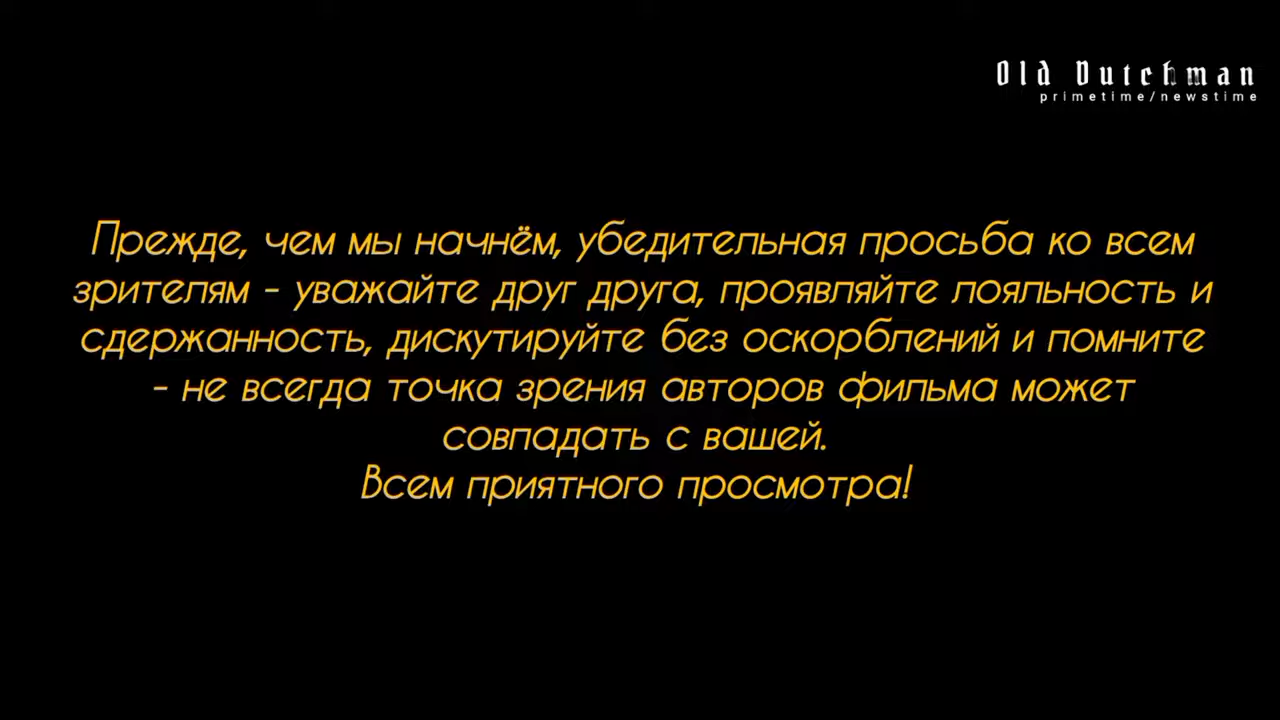 Old Dutchman
primetime/newstime
Прежде, чем мы начнём, убедительная просьба ко всем
зрителям - уважайте друг друга, проявляйте лояльность и
сдержанность, дискутируйте без оскорблений и помните
- не всегда точка зрения авторов фильма может
совпадать с вашей.
Всем приятного просмотра!